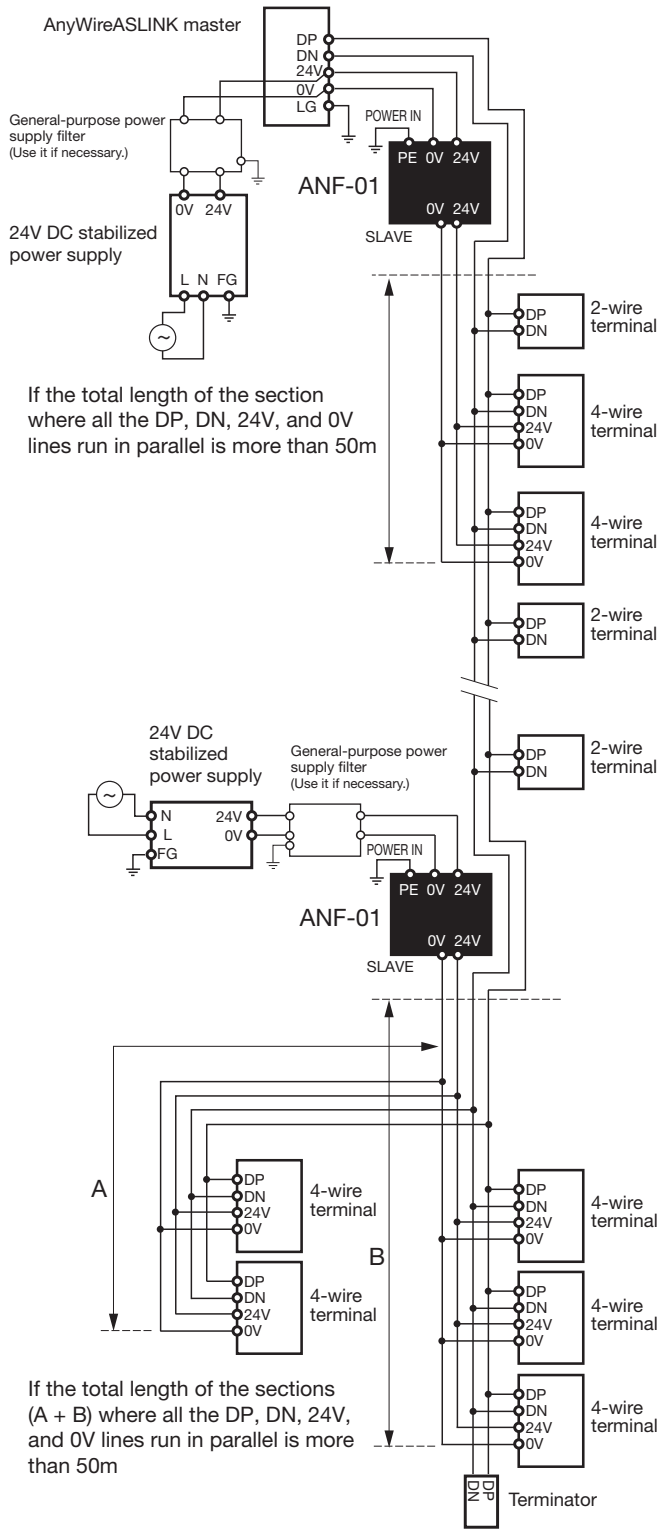 AnyWireASLINK master
DP
DN
24V
0V
LG
General-purpose power
supply filter
(Use it if necessary.)
POWER IN
PE 0V 24V
ANF-01
0V 24V
SLAVE
0V 24V
24V DC stabilized
power supply
L N FG
~
DP
DN
2-wire
terminal
If the total length of the section
where all the DP, DN, 24V, and 0V
lines run in parallel is more than 50m
DP
DN
24V
0V
4-wire
terminal
DP
DN
24V
0V
4-wire
terminal
DP
DN
2-wire
terminal
DP
DN
2-wire
terminal
24V DC
stabilized
power supply
General-purpose power
supply filter
(Use it if necessary.)
~
N
L
FG
24V
0V
POWER IN
PE 0V 24V
ANF-01
0V 24V
SLAVE
A
B
DP
DN
24V
0V
4-wire
terminal
DP
DN
24V
0V
4-wire
terminal
DP
DN
24V
0V
4-wire
terminal
DP
DN
24V
0V
4-wire
terminal
DP
DN
24V
0V
4-wire
terminal
If the total length of the sections
(A + B) where all the DP, DN, 24V,
and 0V lines run in parallel is more
than 50m
DP
DN
Terminator